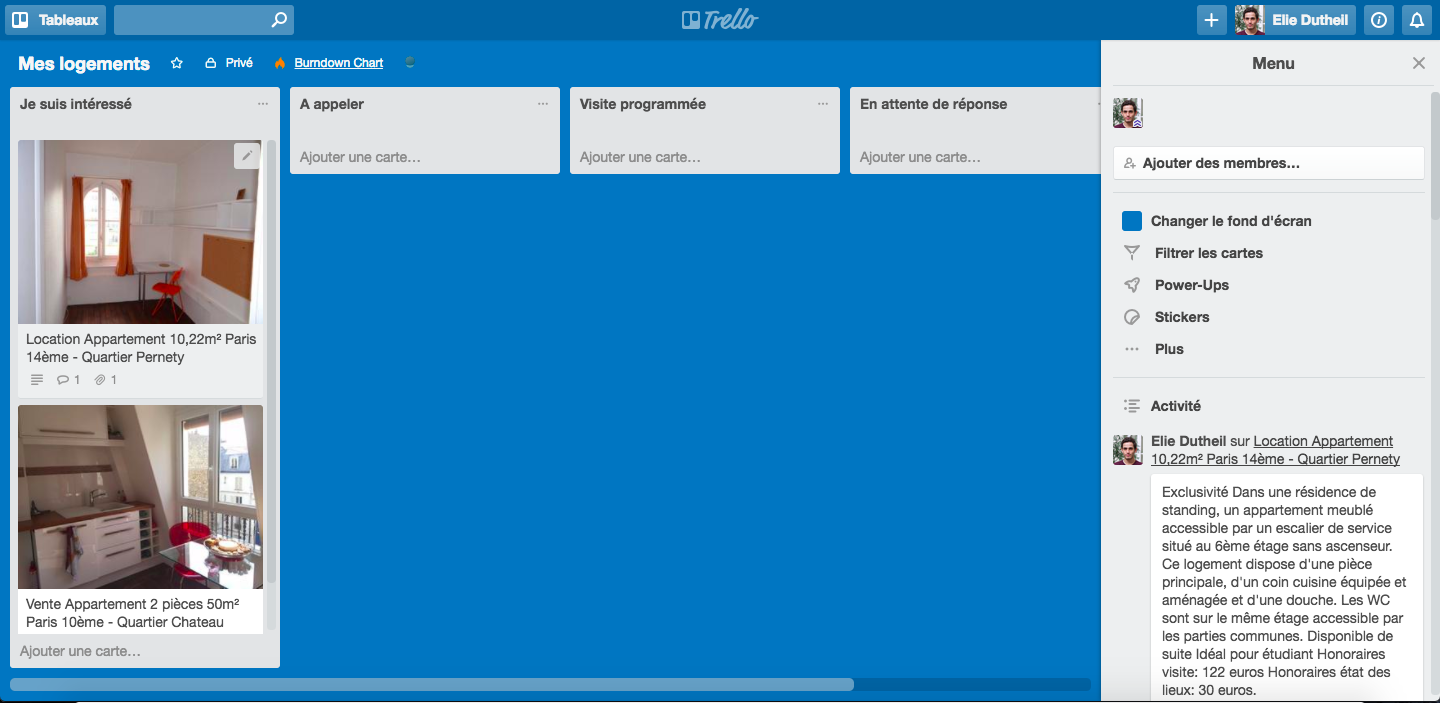 Tableaux
Trello
Elie Dutheil
Mes logements
Privé
Burndown Chart
Je suis intéressé
Location Appartement 10,22m² Paris
14ème - Quartier Pernety
1
1
Vente Appartement 2 pièces 50m²
Paris 10ème - Quartier Chateau
Ajouter une carte…
A appeler
Ajouter une carte…
Visite programmée
Ajouter une carte…
En attente de réponse
Ajouter une carte…
Menu
Ajouter des membres…
Changer le fond d'écran
Filtrer les cartes
Power-Ups
Stickers
Plus
Activité
Elie Dutheil sur Location Appartement
10,22m² Paris 14ème - Quartier Pernety
Exclusivité Dans une résidence de
standing, un appartement meublé
accessible par un escalier de service
situé au 6ème étage sans ascenseur.
Ce logement dispose d'une pièce
principale, d'un coin cuisine équipée et
aménagée et d'une douche. Les WC
sont sur le même étage accessible par
les parties communes. Disponible de
suite Idéal pour étudiant Honoraires
visite: 122 euros Honoraires état des
lieux: 30 euros.